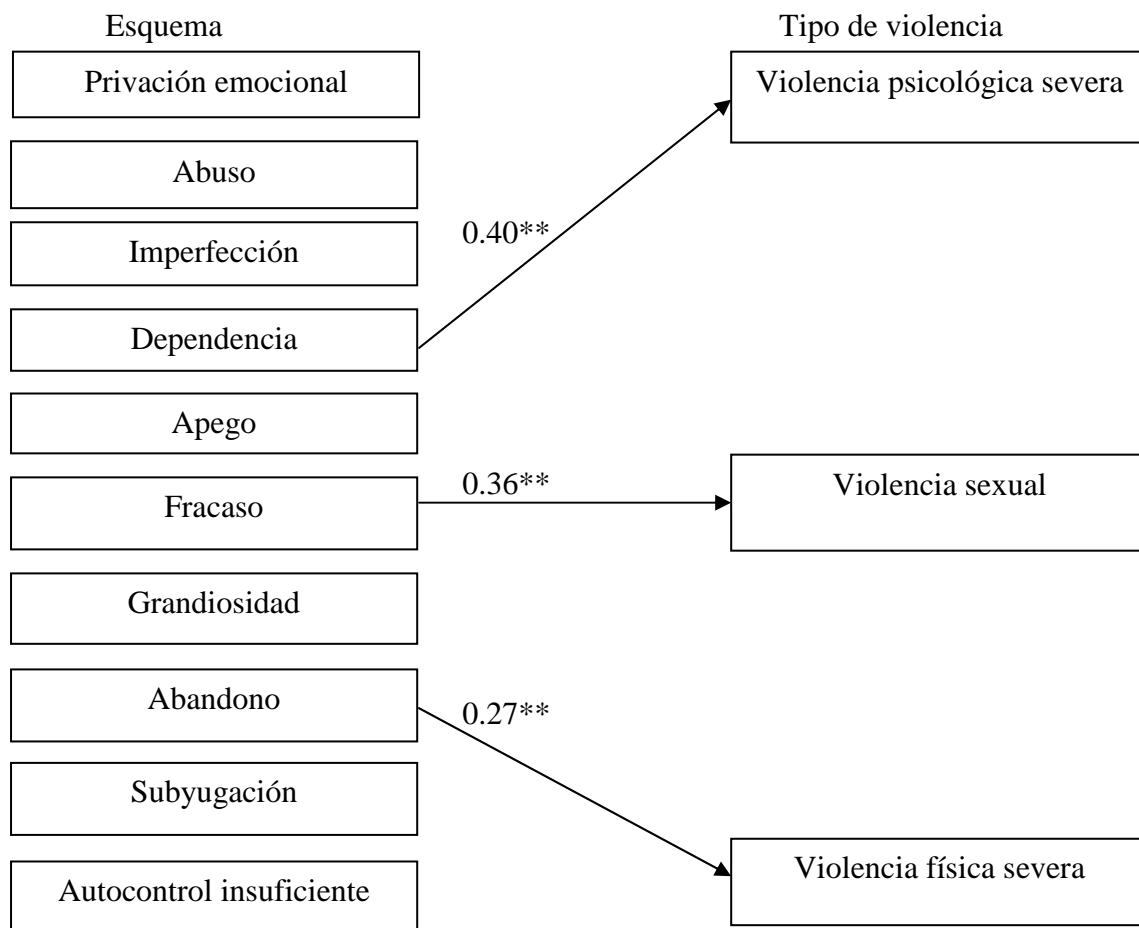 Esquema
Tipo de violencia
Privación emocional
Violencia psicológica severa
Abuso
Imperfección
0.40**
Dependencia
Apego
Fracaso
0.36**
Violencia sexual
Grandiosidad
Abandono
0.27**
Subyugación
Violencia física severa
Autocontrol insuficiente